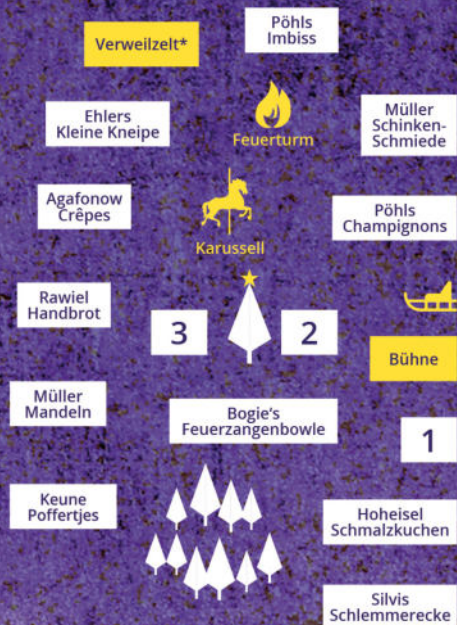 Pöhls
Imbiss
Verweilzelt*
Ehlers
Kleine Kneipe
Feuerturm
Müller
Schinken-
Schmiede
Agafonow
Crêpes
Pöhls
Champignons
Karussell
Rawiel
Handbrot
3
2
Bühne
Müller
Mandeln
Bogie's
Feuerzangenbowle
1
Keune
Poffertjes
Hoheisel
Schmalzkuchen
Silvis
Schlemmerecke